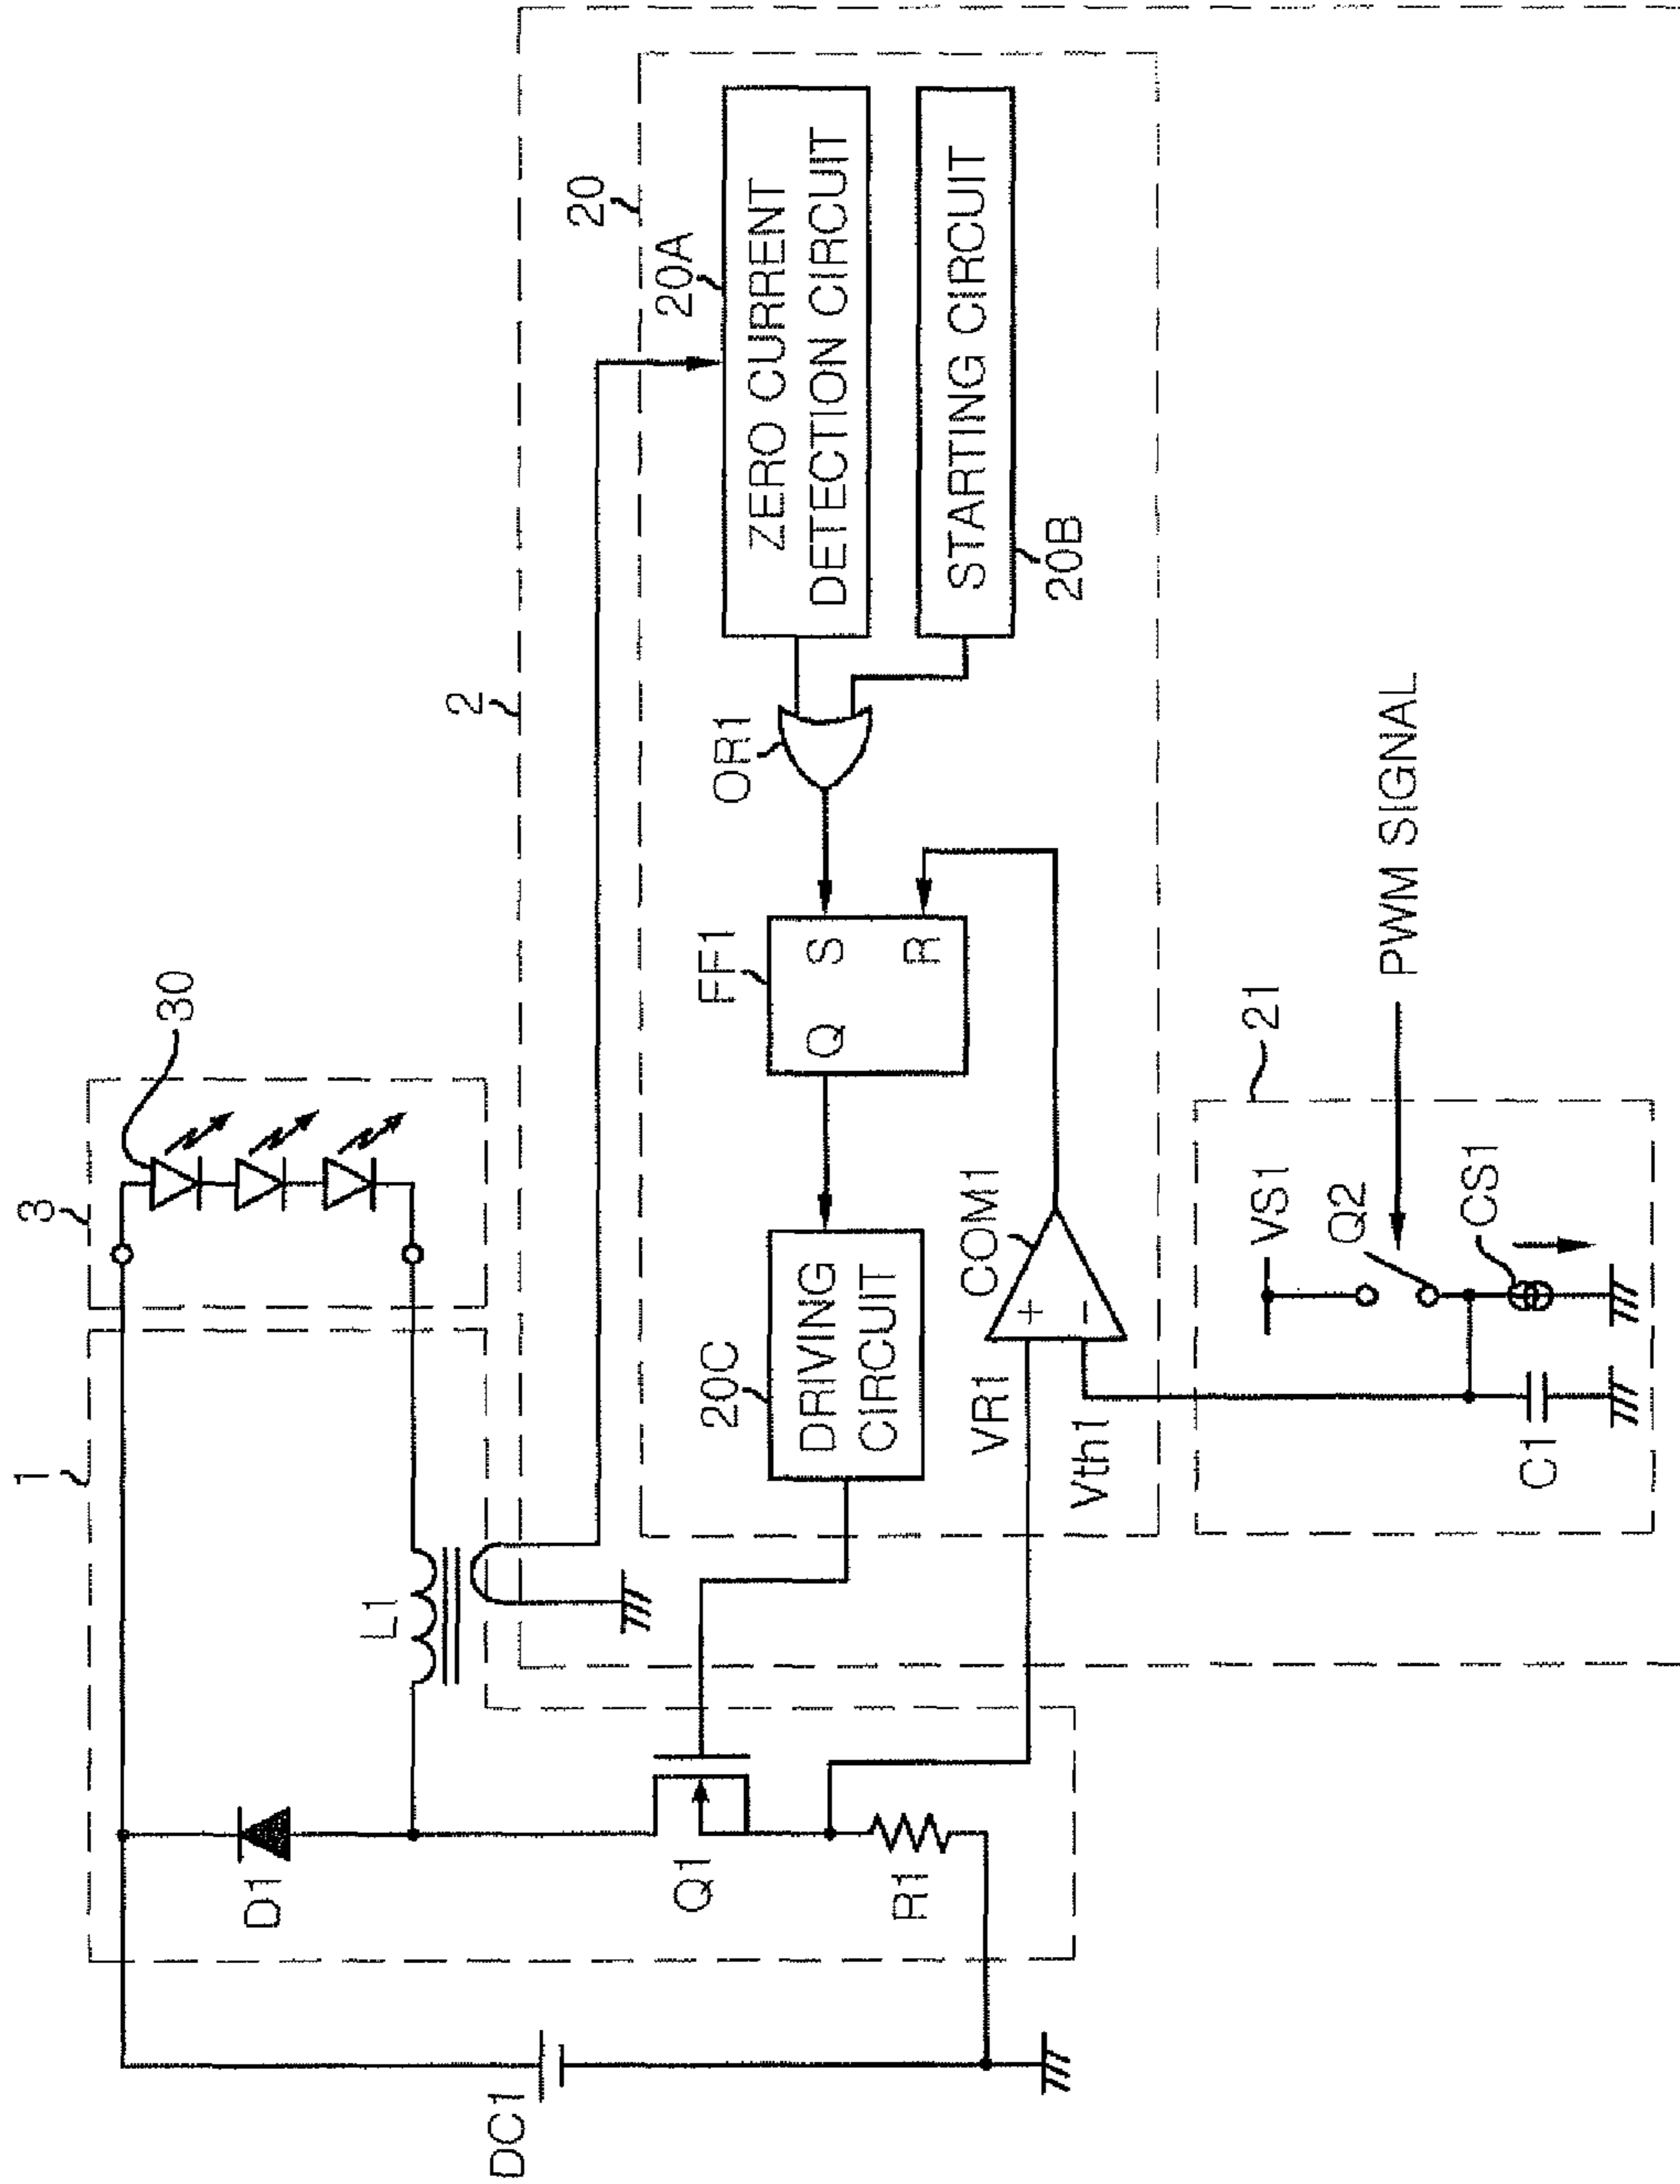 1
3
30
D1
L1
DC1
Q1
R1
2
20
20A
ZERO CURRENT
DETECTION CIRCUIT
STARTING CIRCUIT
20B
OR1
FF1
Q
S
R
20C
DRIVING
CIRCUIT
VR1
Vth1
COM1
+
−
21
VS1
Q2
CS1
C1
PWM SIGNAL